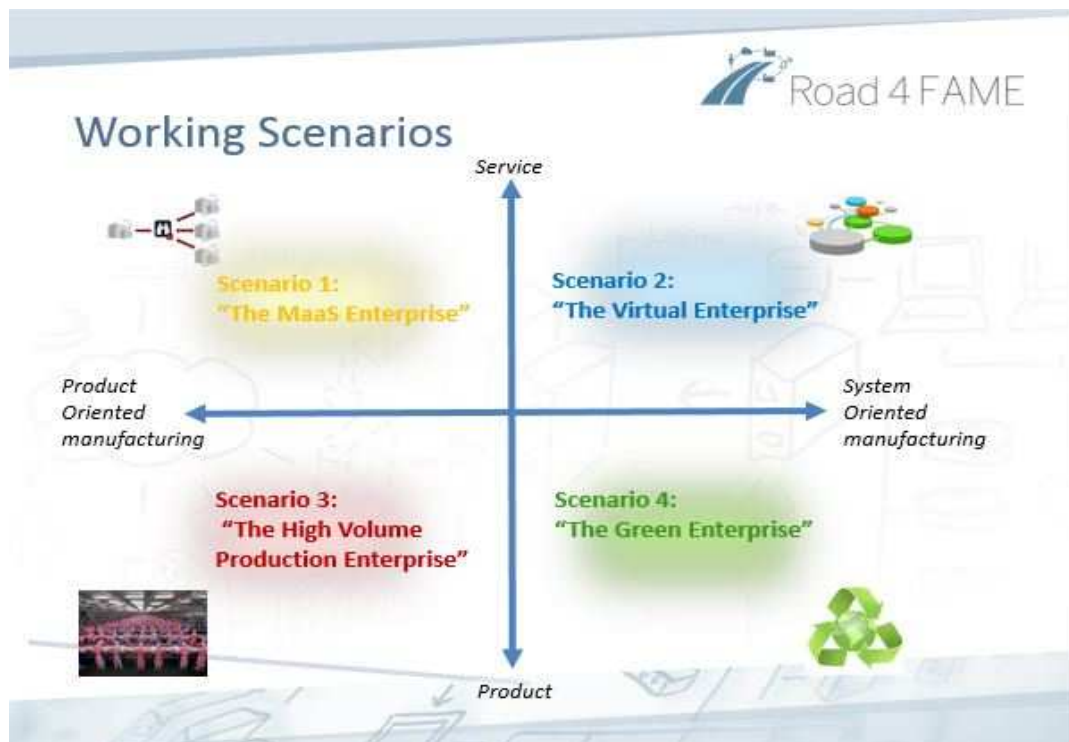 Road 4 FAME
Working Scenarios
Service
Scenario 1:
“The MaaS Enterprise”
Scenario 2:
“The Virtual Enterprise”
Product
Oriented
manufacturing
System
Oriented
manufacturing
Scenario 3:
“The High Volume
Production Enterprise”
Scenario 4:
“The Green Enterprise”
Product